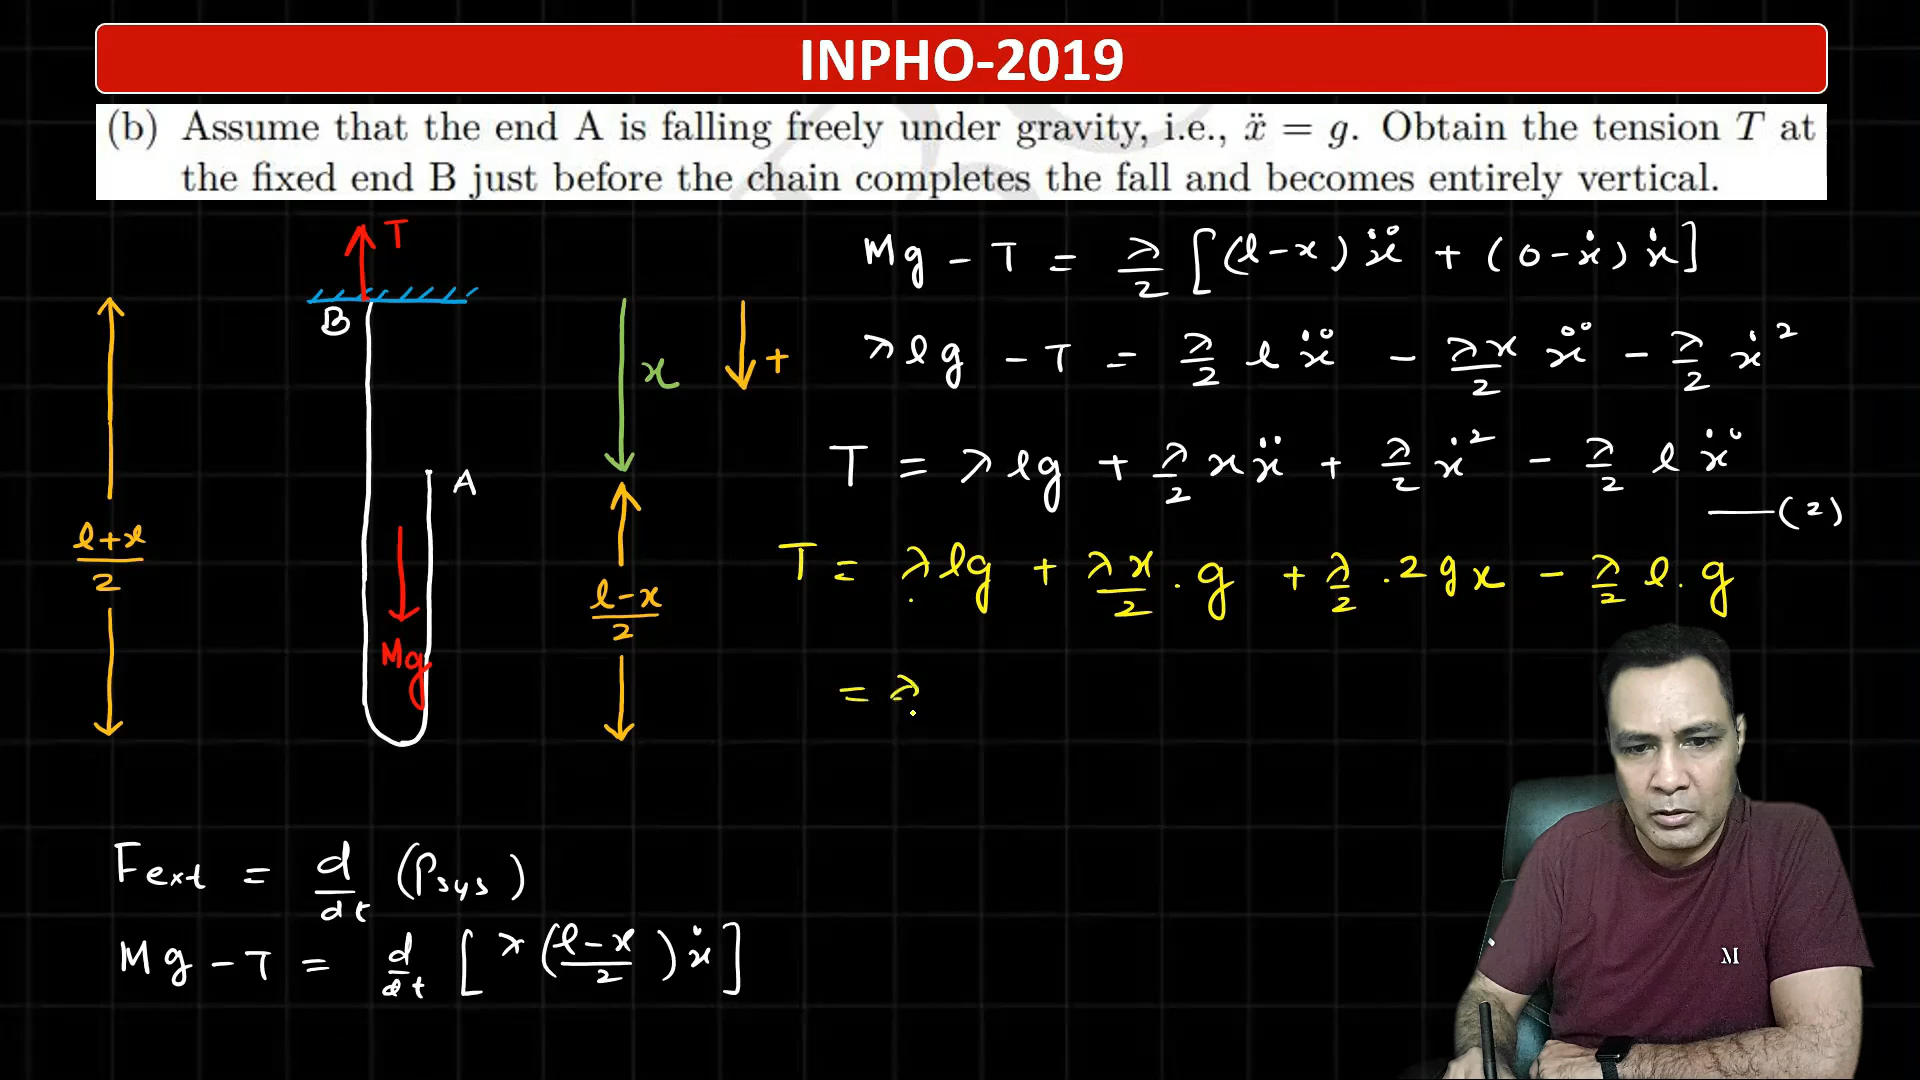 INPHO-2019
(b) Assume that the end A is falling freely under gravity, i.e., ẍ = g. Obtain the tension T at
the fixed end B just before the chain completes the fall and becomes entirely vertical.
T
B
x
+
A
l+x
2
l-x
2
Mg
Mg - T = λ/2 [(l-x) ẍ + (0-ẋ) ẋ]
λlg - T = λ/2 l ẍ - λx/2 ẍ - λ/2 ẋ²
T = λlg + λ/2 xẍ + λ/2 ẋ² - λ/2 l ẍ
—(2)
T = λlg + λx/2 . g + λ/2 . 2gx - λ/2 l. g
= λ
Fext = d/dt (Psys)
Mg - T = d/dt [λ(l-x/2)ẋ]
M